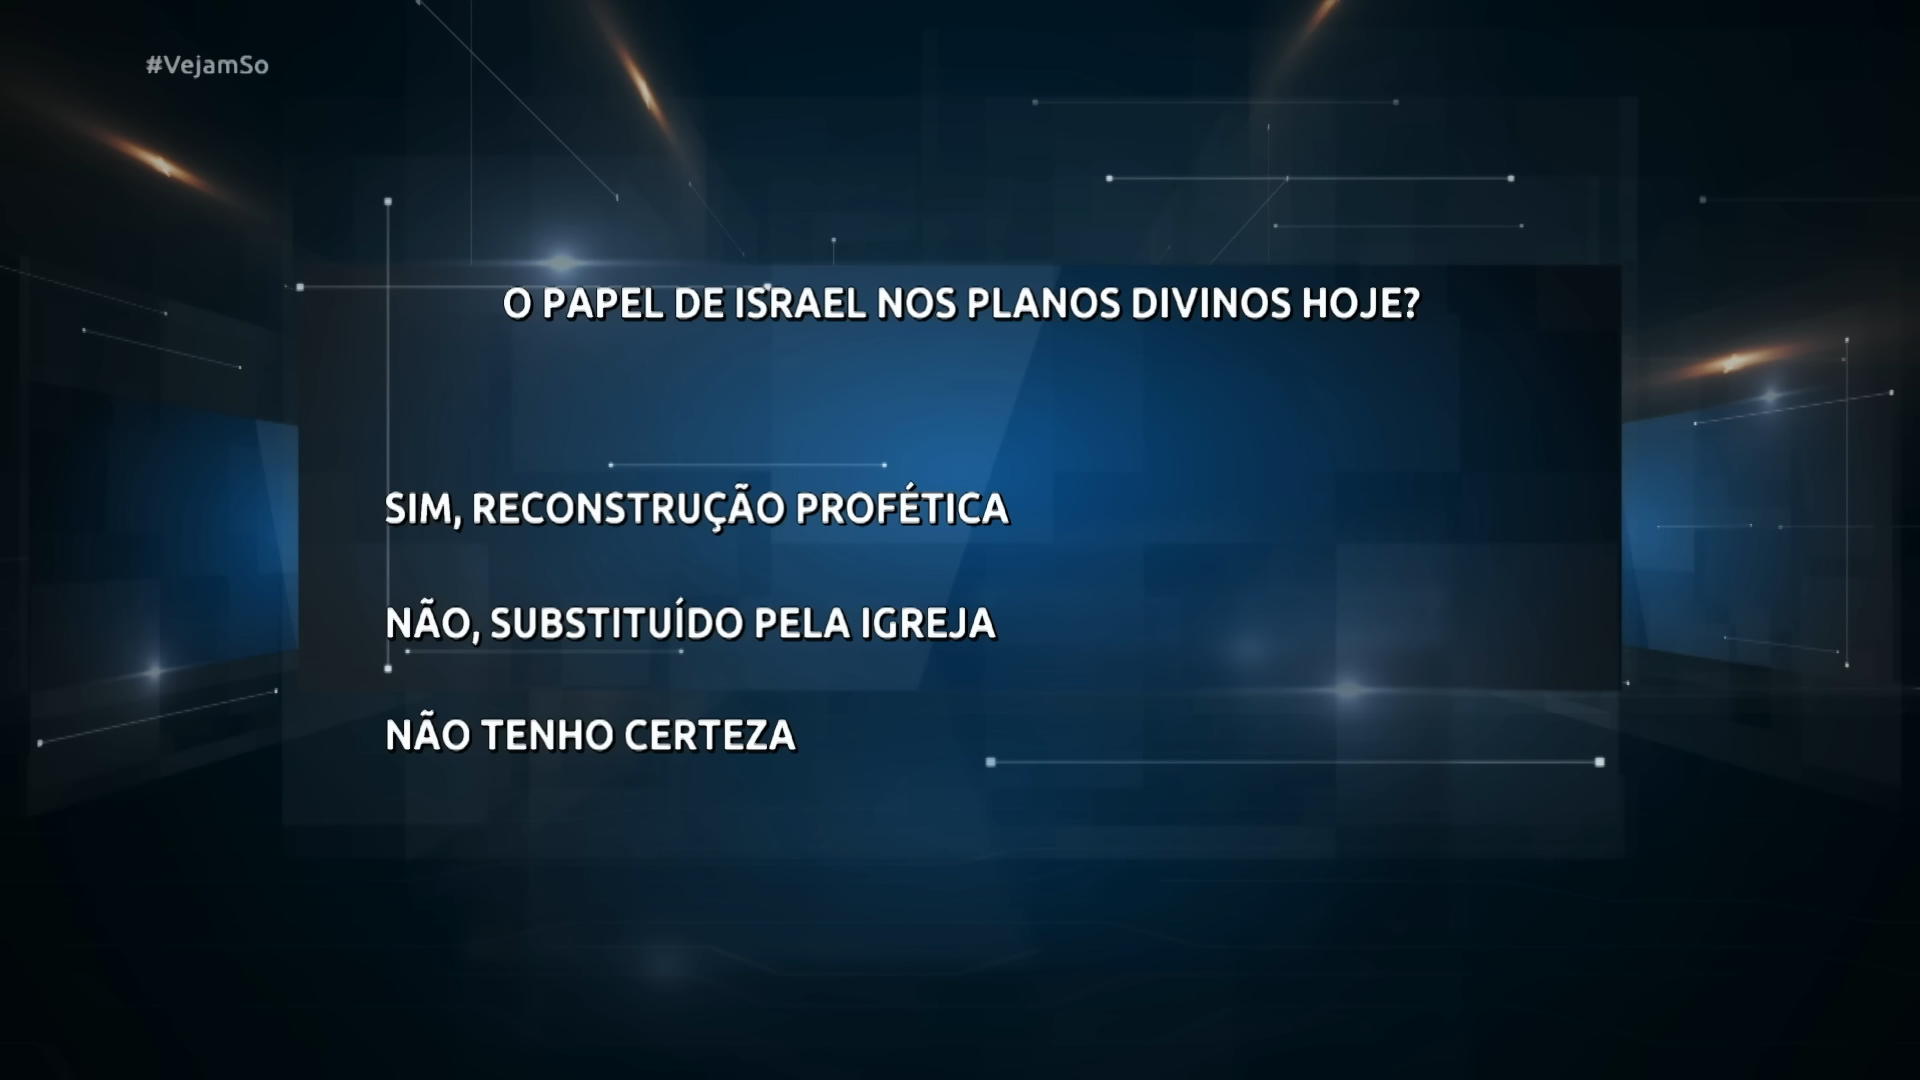 #VejamSo
O PAPEL DE ISRAEL NOS PLANOS DIVINOS HOJE?
SIM, RECONSTRUÇÃO PROFÉTICA
NÃO, SUBSTITUÍDO PELA IGREJA
NÃO TENHO CERTEZA